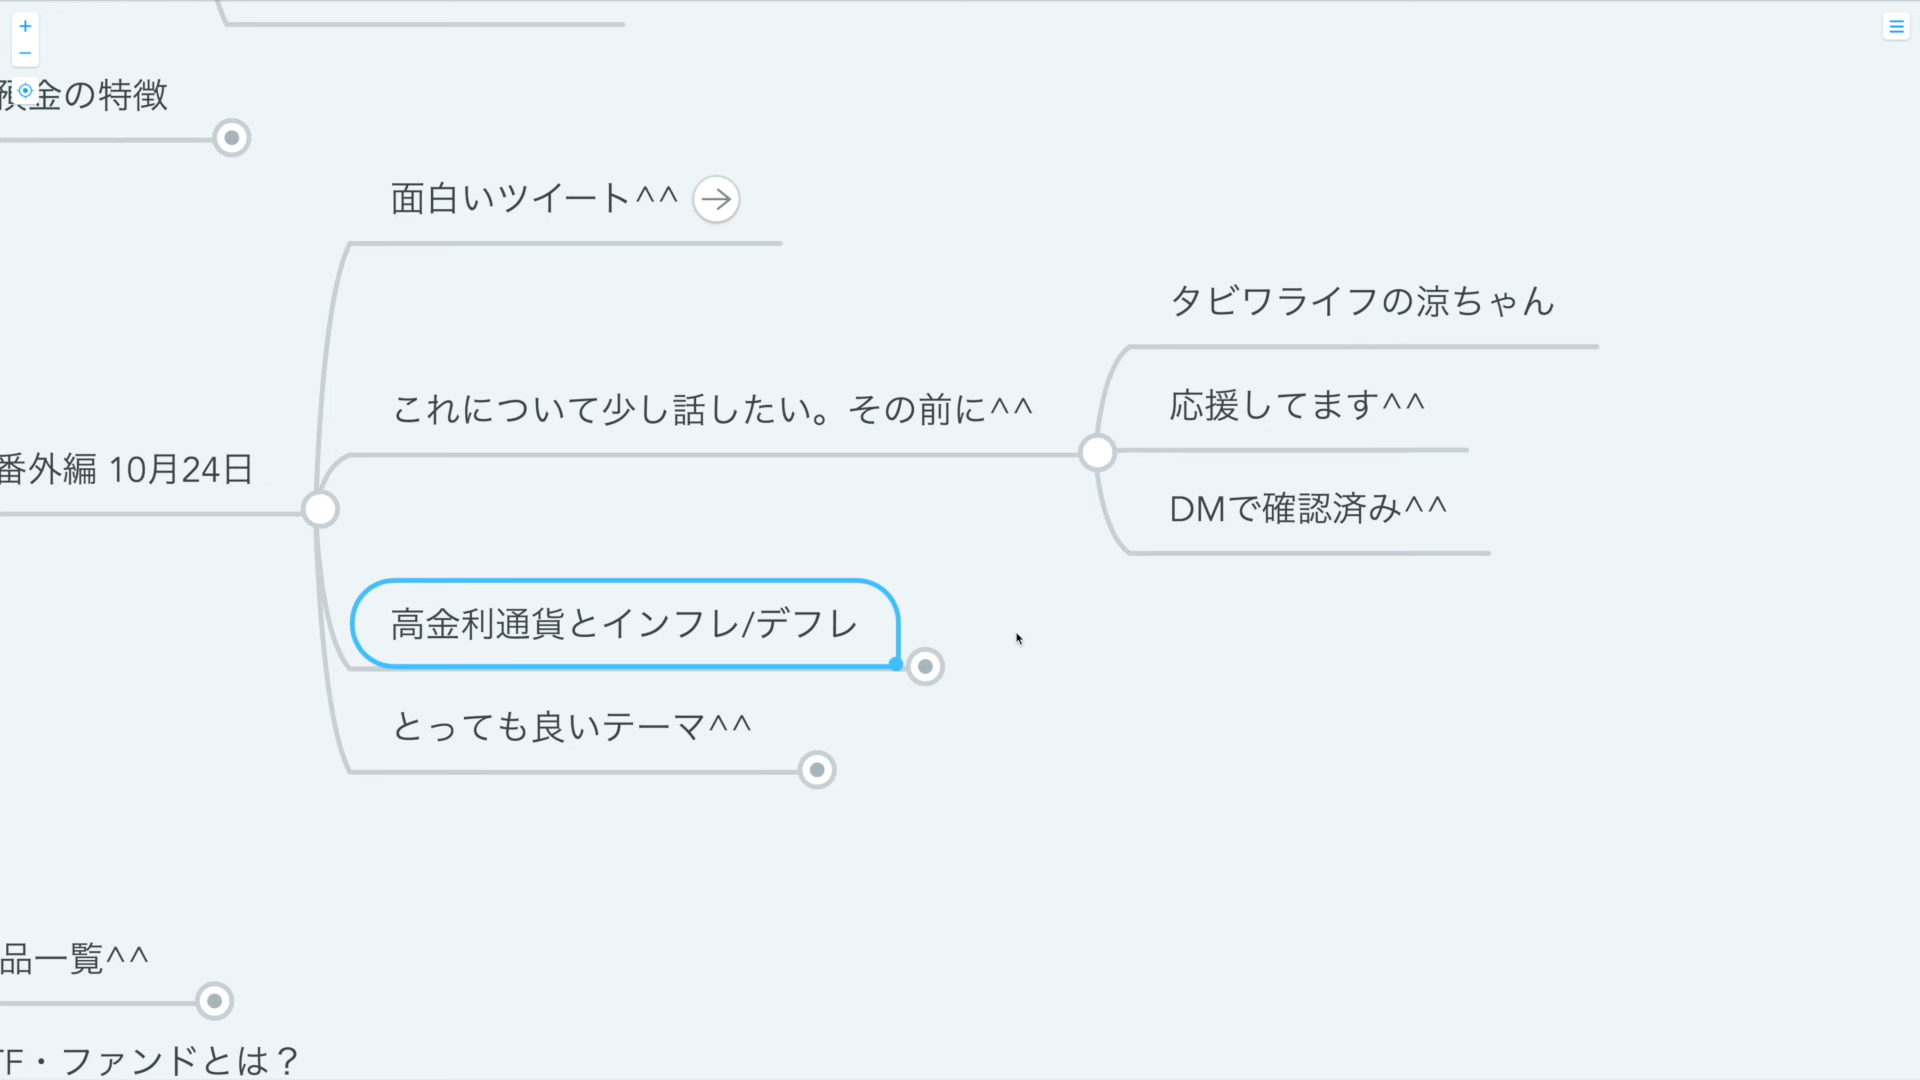 預金の特徴
面白いツイート^^
タビワライフの涼ちゃん
これについて少し話したい。その前に^^
応援してます^^
番外編 10月24日
DMで確認済み^^
高金利通貨とインフレ/デフレ
とっても良いテーマ^^
品一覧^^
TF・ファンドとは？